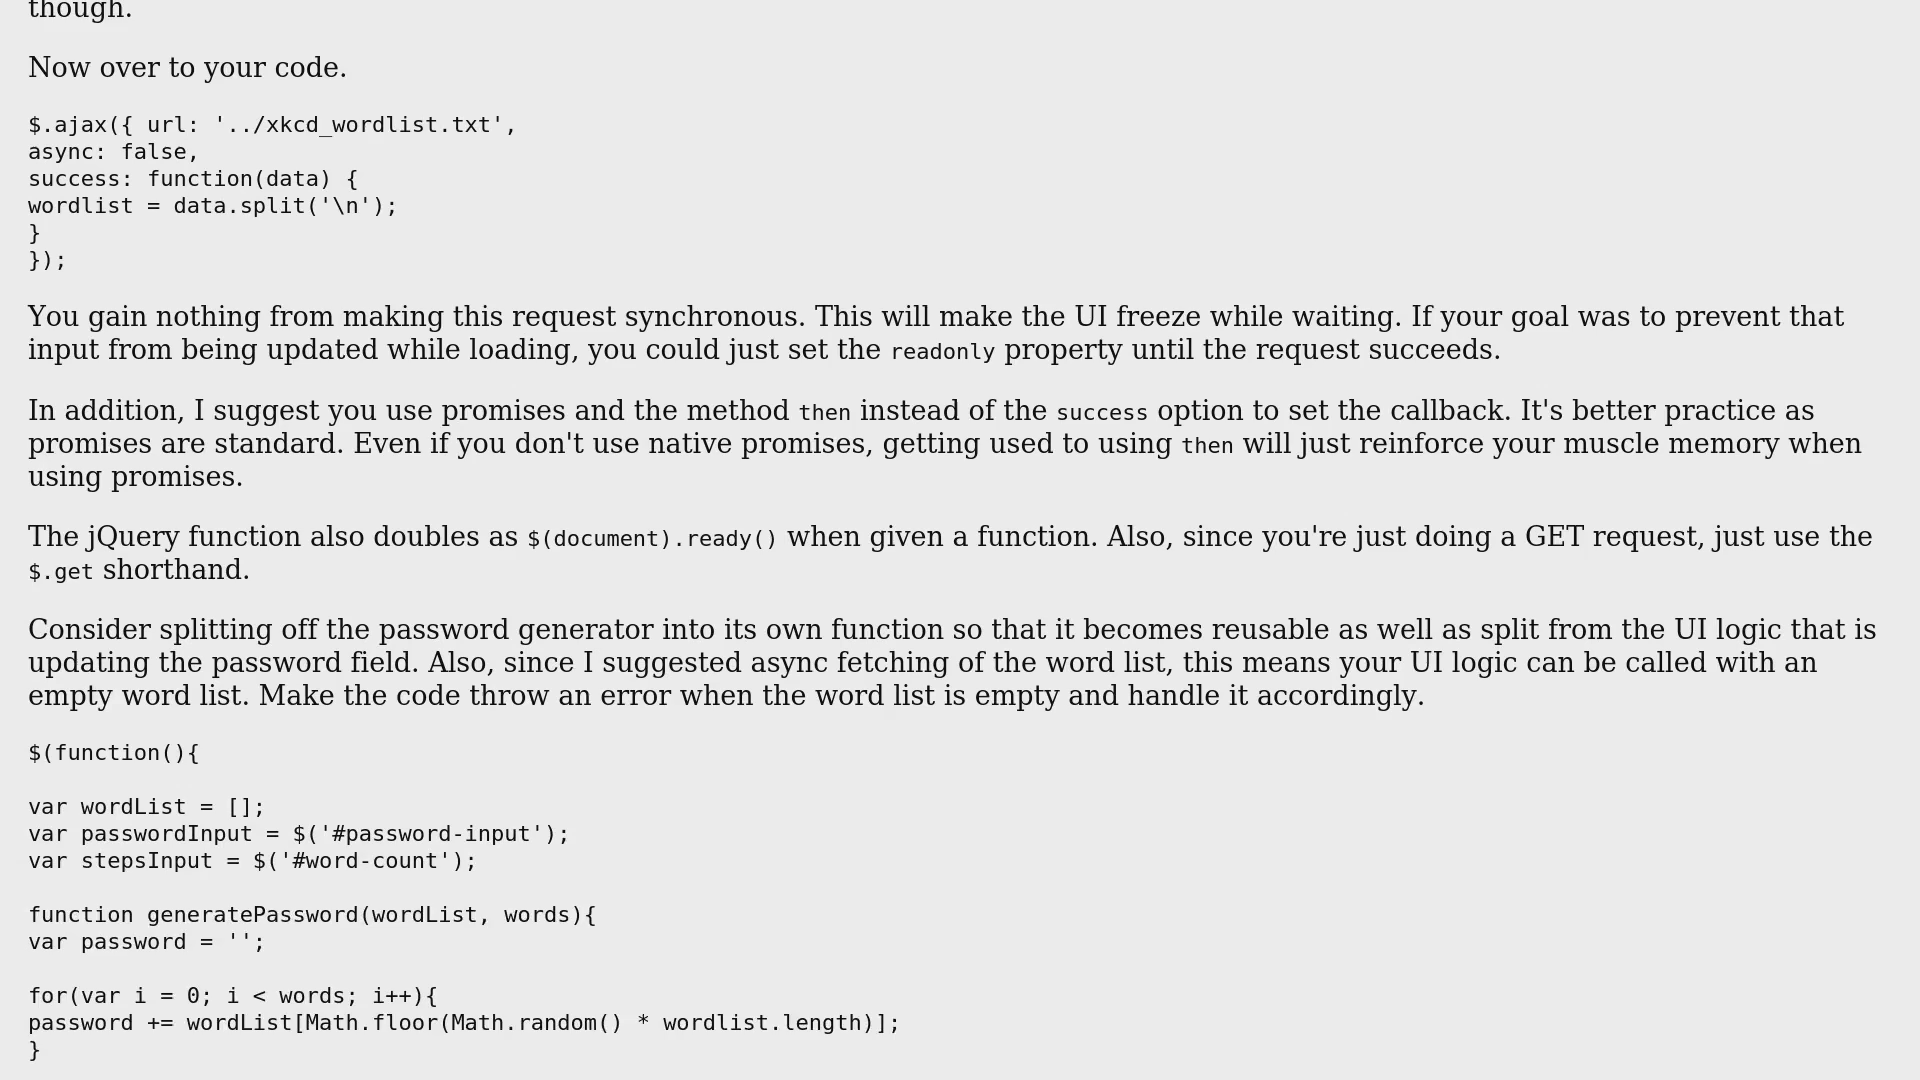 though.
Now over to your code.
$.ajax({ url: '../xkcd_wordlist.txt',
async: false,
success: function(data) {
wordlist = data.split('\n');
}
});
You gain nothing from making this request synchronous. This will make the UI freeze while waiting. If your goal was to prevent that
input from being updated while loading, you could just set the readonly property until the request succeeds.
In addition, I suggest you use promises and the method then instead of the success option to set the callback. It's better practice as
promises are standard. Even if you don't use native promises, getting used to using then will just reinforce your muscle memory when
using promises.
The jQuery function also doubles as $(document).ready() when given a function. Also, since you're just doing a GET request, just use the
$.get shorthand.
Consider splitting off the password generator into its own function so that it becomes reusable as well as split from the UI logic that is
updating the password field. Also, since I suggested async fetching of the word list, this means your UI logic can be called with an
empty word list. Make the code throw an error when the word list is empty and handle it accordingly.
$(function(){
var wordList = [];
var passwordInput = $('#password-input');
var stepsInput = $('#word-count');
function generatePassword(wordList, words){
var password = '';
for(var i = 0; i < words; i++){
password += wordList[Math.floor(Math.random() * wordlist.length)];
}